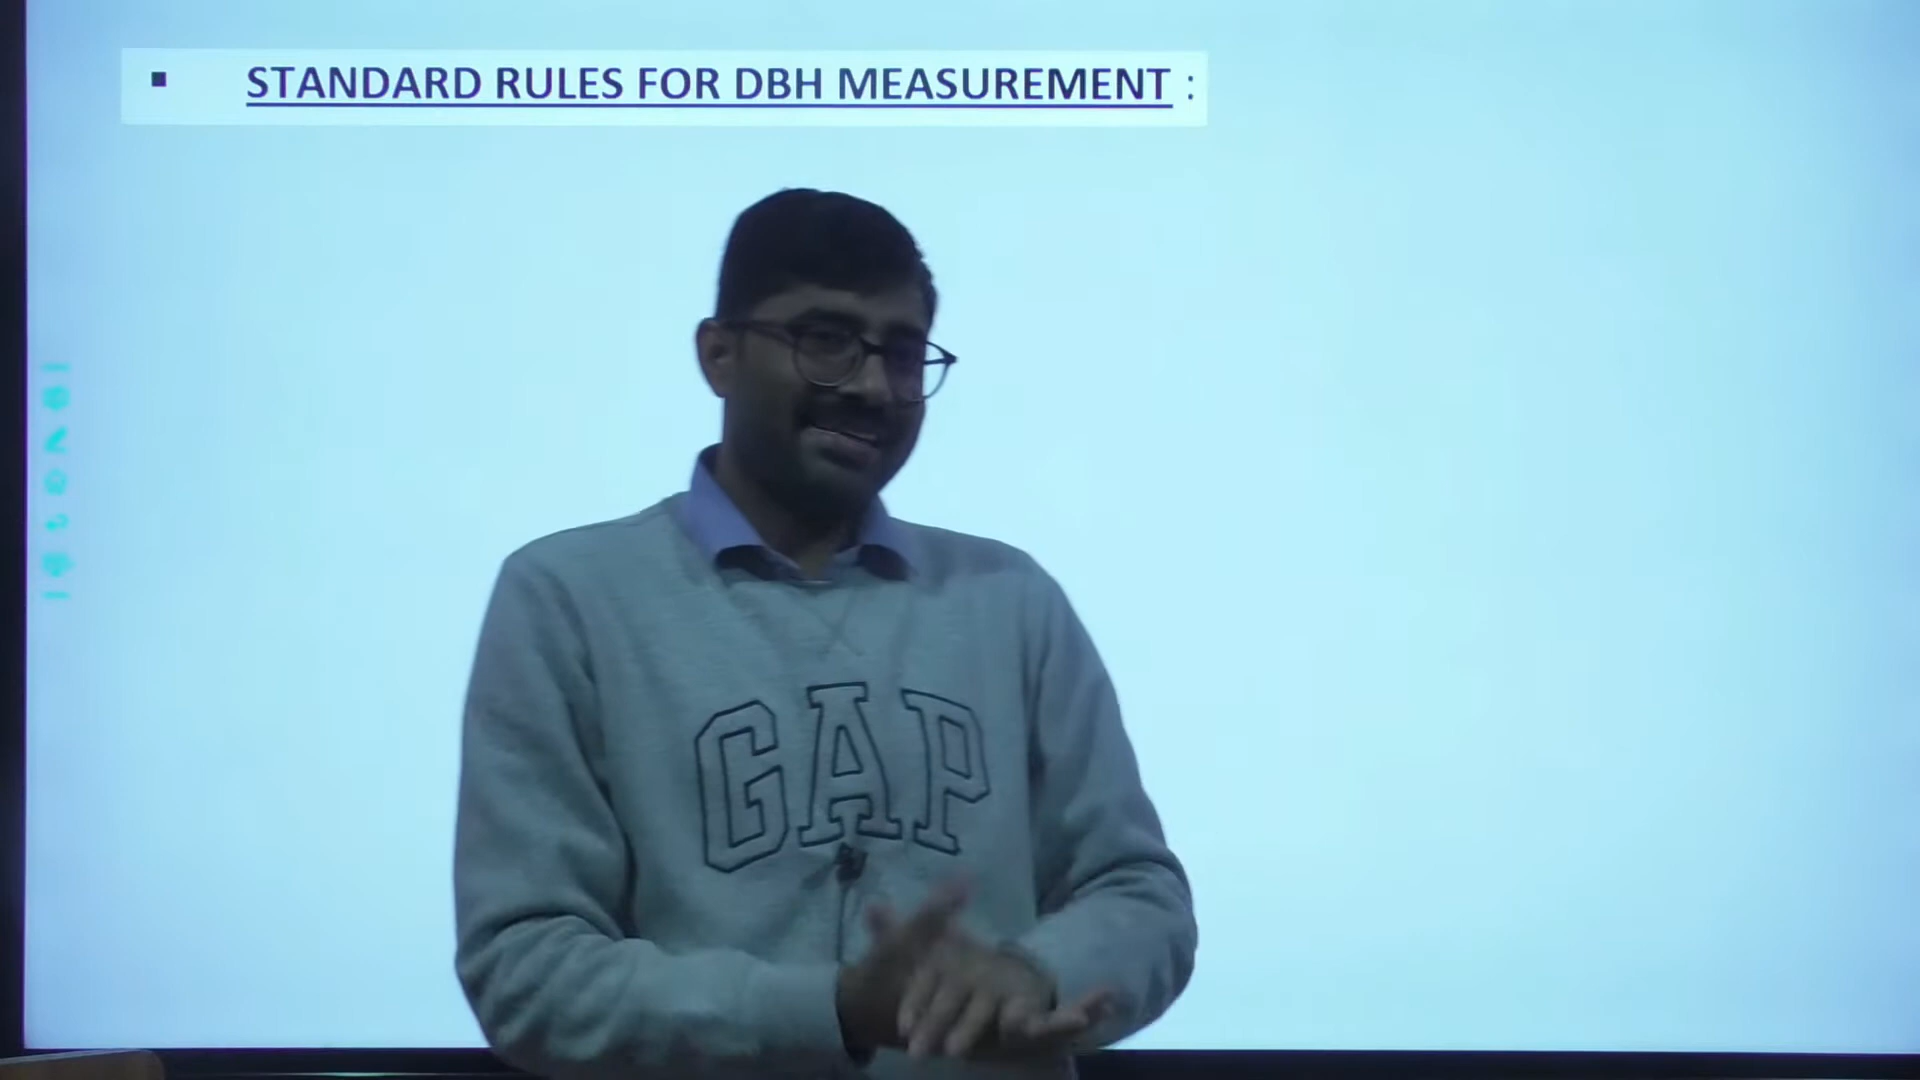 ▪ STANDARD RULES FOR DBH MEASUREMENT :
GAP